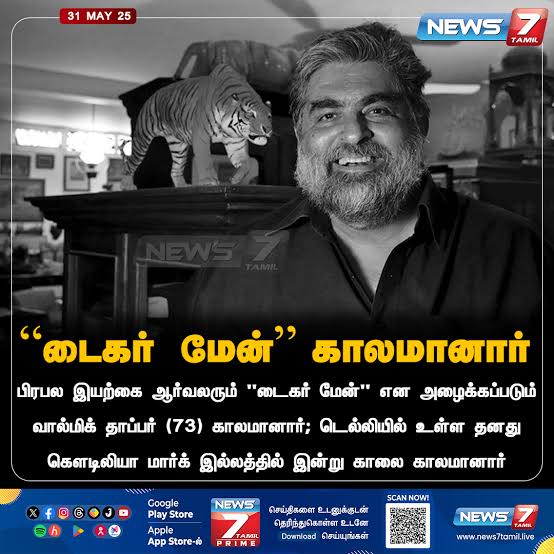 31 MAY 25
NEWS 7
TAMIL
NEWS 7
TAMIL
“டைகர் மேன்” காலமானார்
பிரபல இயற்கை ஆர்வலரும் "டைகர் மேன்" என அழைக்கப்படும்
வால்மிக் தாப்பர் (73) காலமானார்; டெல்லியில் உள்ள தனது
கௌடிலியா மார்க் இல்லத்தில் இன்று காலை காலமானார்
Google
Play Store
Apple
App Store-ல்
NEWS 7
TAMIL
PRIME
செய்திகளை உடனுக்குடன்
தெரிந்துகொள்ள உடனே
Download செய்யுங்கள்
SCAN NOW!
NEWS 7
TAMIL
www.news7tamil.live